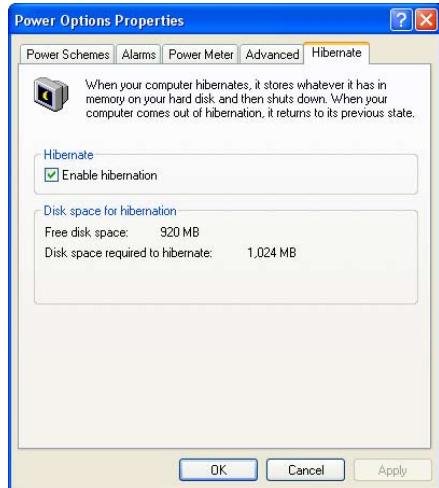 Power Options Properties
Power Schemes Alarms Power Meter Advanced Hibernate
When your computer hibernates, it stores whatever it has in
memory on your hard disk and then shuts down. When your
computer comes out of hibernation, it returns to its previous state.
Hibernate
Enable hibernation
Disk space for hibernation
Free disk space: 920 MB
Disk space required to hibernate: 1,024 MB
OK Cancel Apply